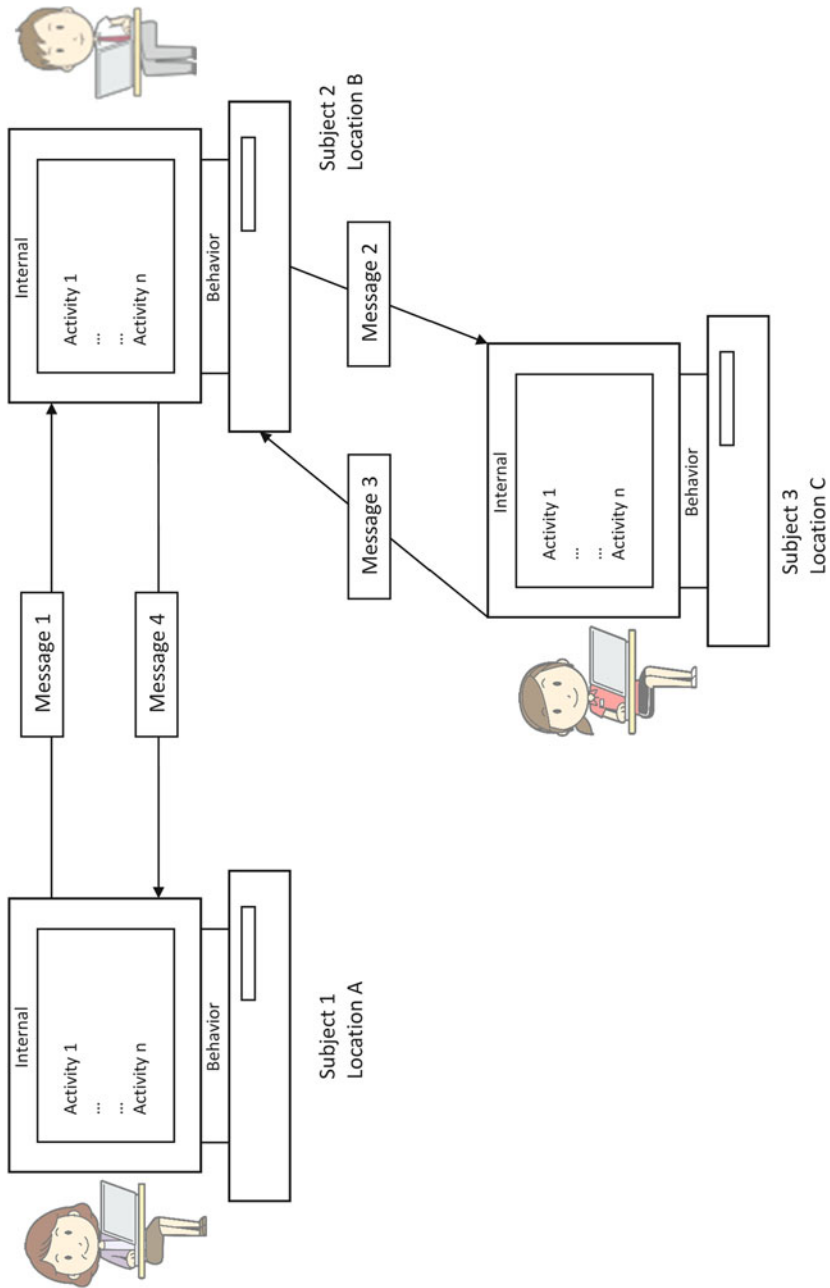 Internal
Activity 1
...
...
Activity n
Behavior
Subject 1
Location A
Message 1
Message 4
Internal
Activity 1
...
...
Activity n
Behavior
Subject 2
Location B
Message 3
Message 2
Internal
Activity 1
...
...
Activity n
Behavior
Subject 3
Location C